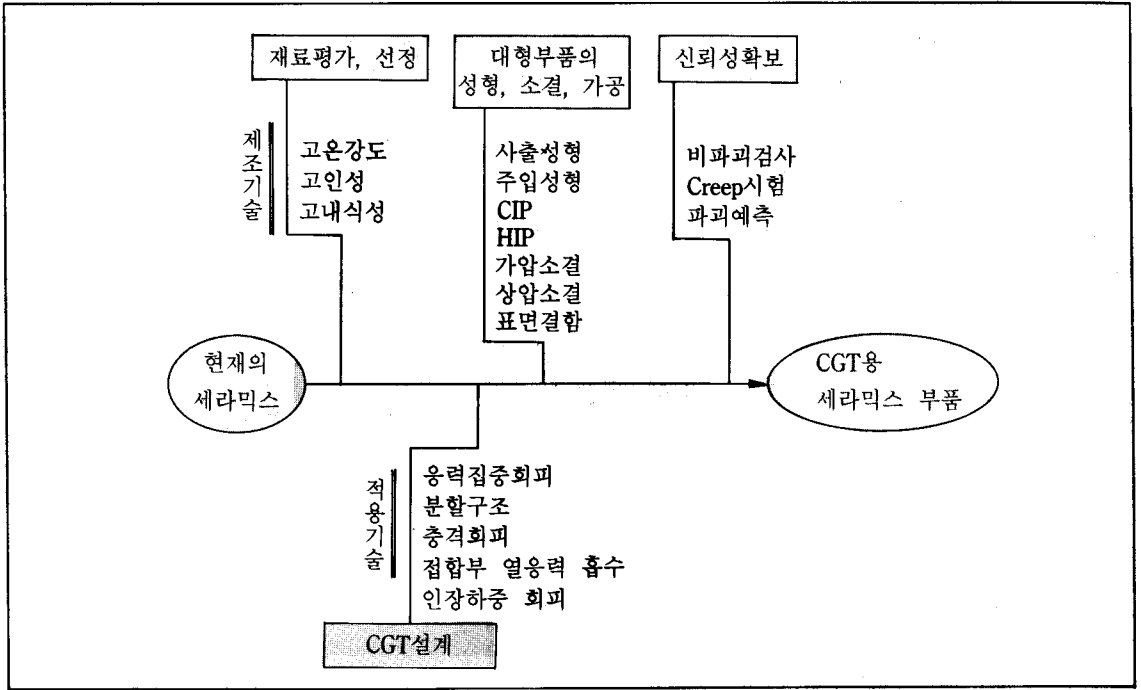 재료평가, 선정
대형부품의
성형, 소결, 가공
신뢰성확보
제조기술
고온강도
고인성
고내식성
사출성형
주입성형
CIP
HIP
가압소결
상압소결
표면결함
비파괴검사
Creep시험
파괴예측
현재의
세라믹스
CGT용
세라믹스 부품
적용기술
응력집중회피
분할구조
충격회피
접합부 열응력 흡수
인장하중 회피
CGT설계